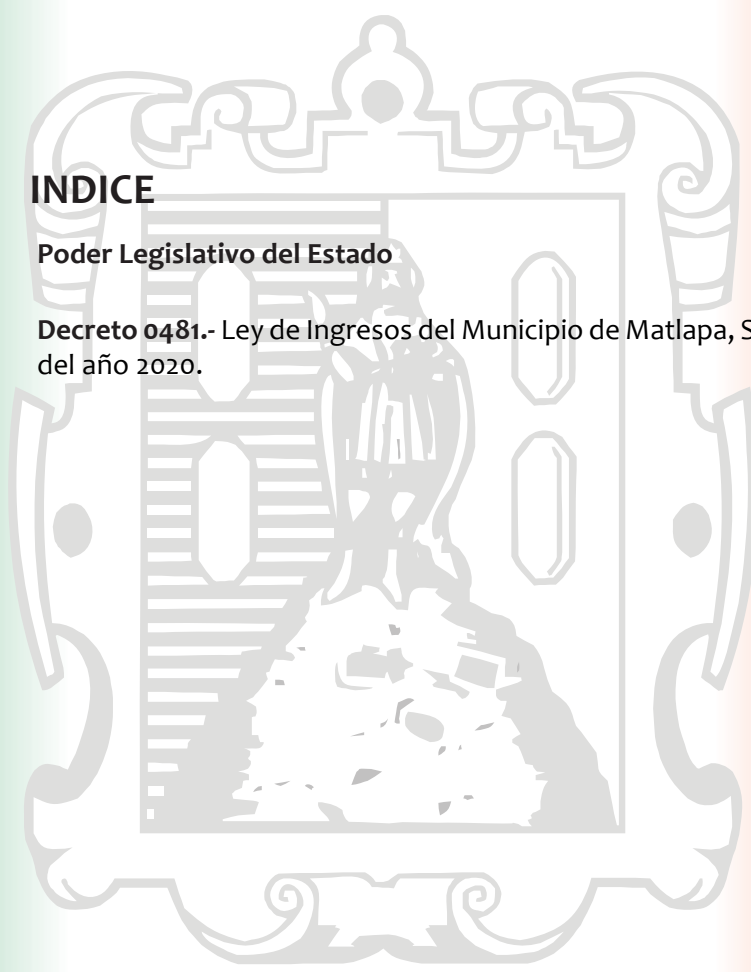 INDICE
Poder Legislativo del Estado
Decreto 0481.- Ley de Ingresos del Municipio de Matlapa, S
del año 2020.